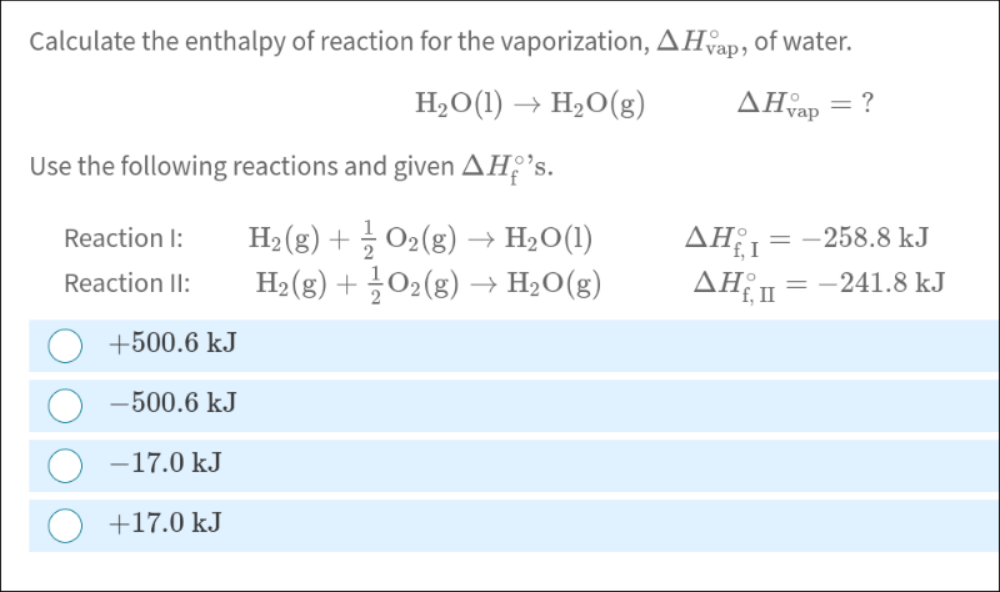 Calculate the enthalpy of reaction for the vaporization, ΔH°vap, of water.
H₂O(l) → H₂O(g) ΔH°vap = ?
Use the following reactions and given ΔH°f's.
Reaction I: H₂(g) + ½ O₂(g) → H₂O(l) ΔH°f, I = −258.8 kJ
Reaction II: H₂(g) + ½O₂(g) → H₂O(g) ΔH°f, II = −241.8 kJ
+500.6 kJ
−500.6 kJ
−17.0 kJ
+17.0 kJ